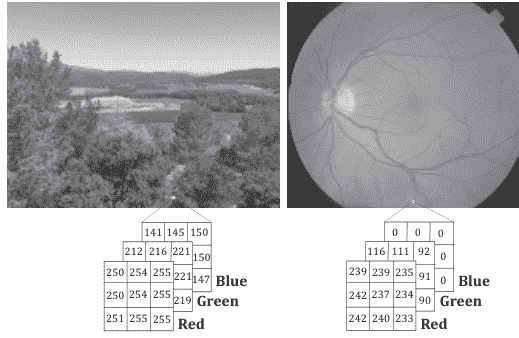 141 145 150 0 0 0
212 216 221 150 116 111 92 0
250 254 255 221 147 Blue 239 239 235 91 0 Blue
250 254 255 219 Green 242 237 234 90 Green
251 255 255 Red 242 240 233 Red